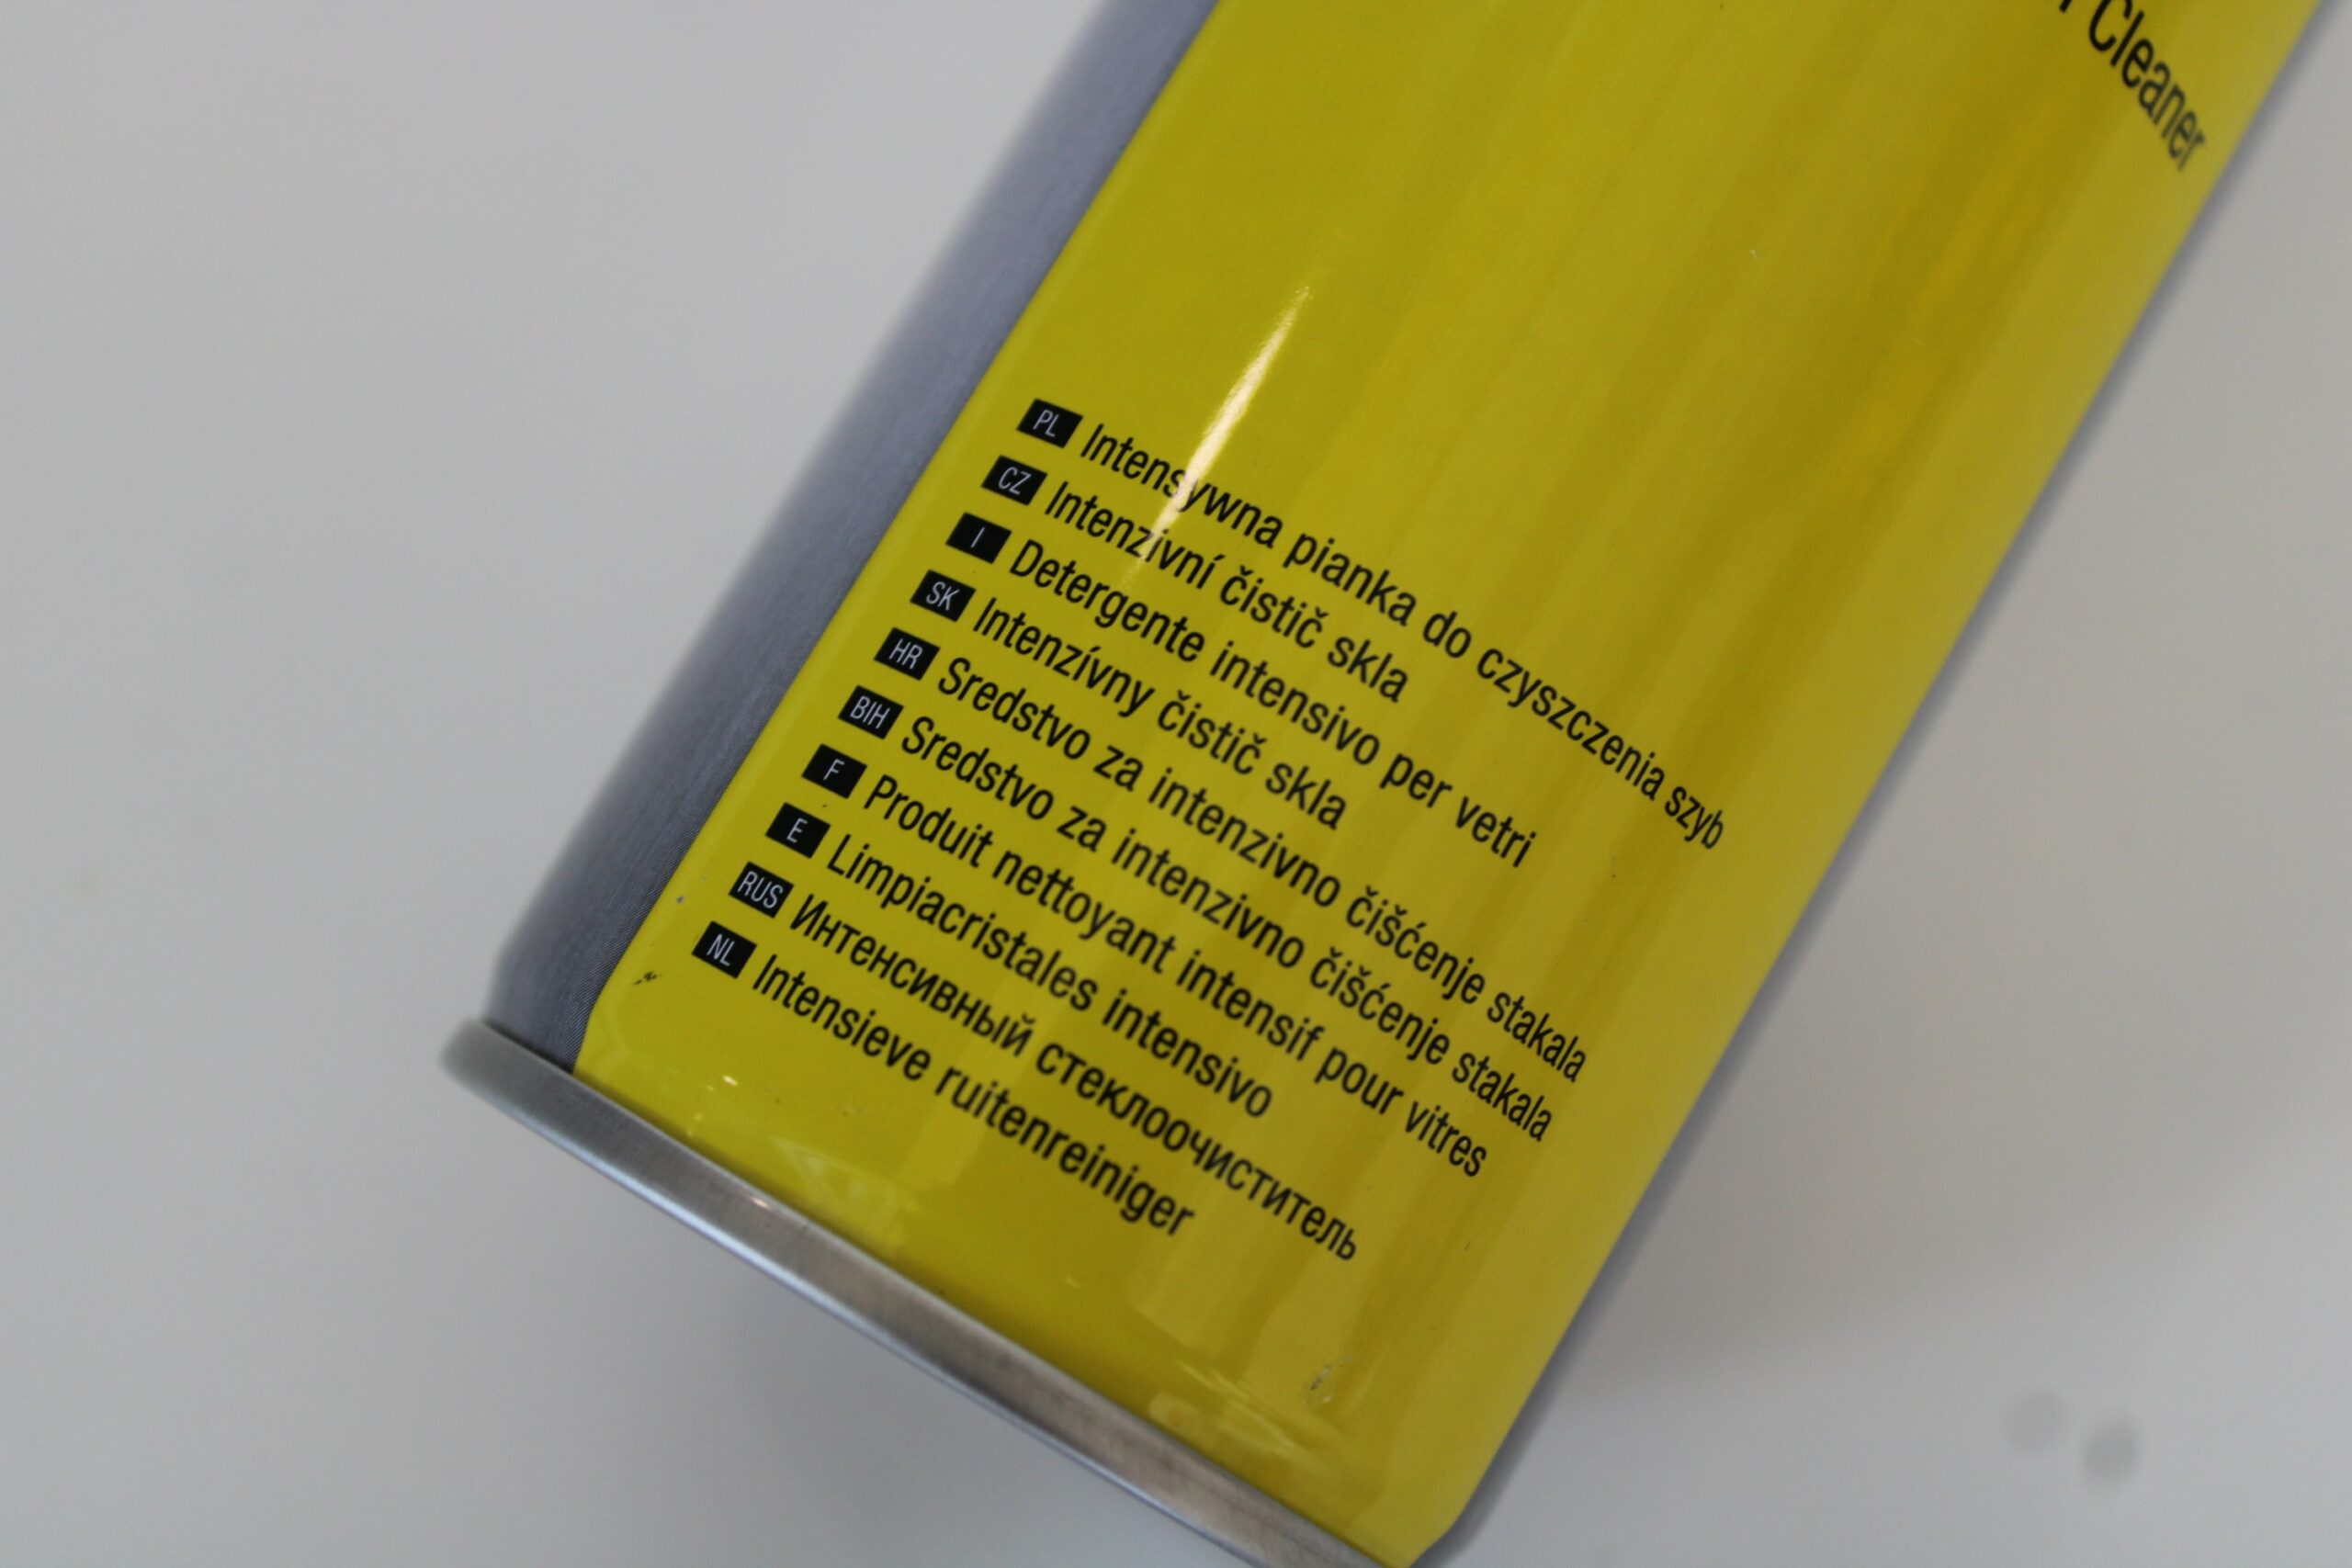 Cleaner
PL Intensywna pianka do czyszczenia szyb
CZ Intenzivní čistič skla
I Detergente intensivo per vetri
SK Intenzívny čistič skla
HR Sredstvo za intenzivno čišćenje stakala
BIH Sredstvo za intenzivno čišćenje stakala
F Produit nettoyant intensif pour vitres
E Limpiacristales intensivo
RUS Интенсивный стеклоочиститель
NL Intensieve ruitenreiniger